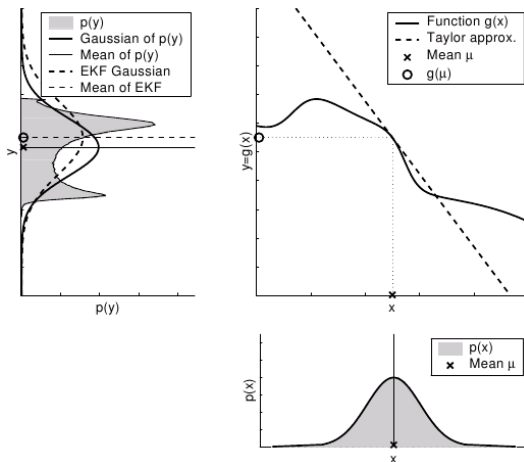 p(y)
Gaussian of p(y)
Mean of p(y)
EKF Gaussian
Mean of EKF
y
p(y)
Function g(x)
Taylor approx.
Mean μ
g(μ)
y=g(x)
x
p(x)
Mean μ
p(x)
x